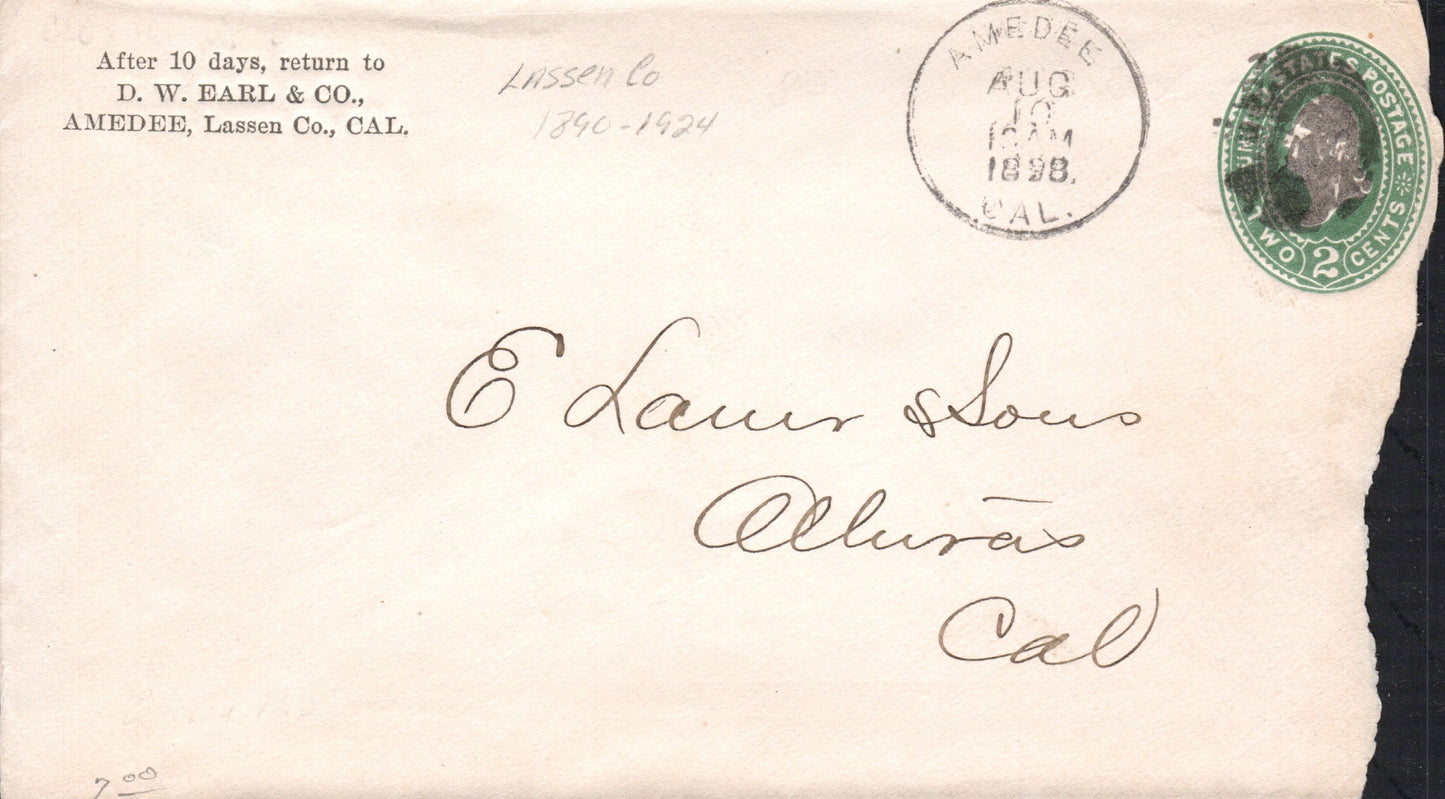 After 10 days, return to
D. W. EARL & CO.,
AMEDEE, Lassen Co., CAL.
Lassen Co
1890-1924
AMEDEE
AUG
10
AM
1898.
CAL.
UNITED STATES POSTAGE
TWO 2 CENTS
E Lauer & Sons
Alturas
Cal
7 00